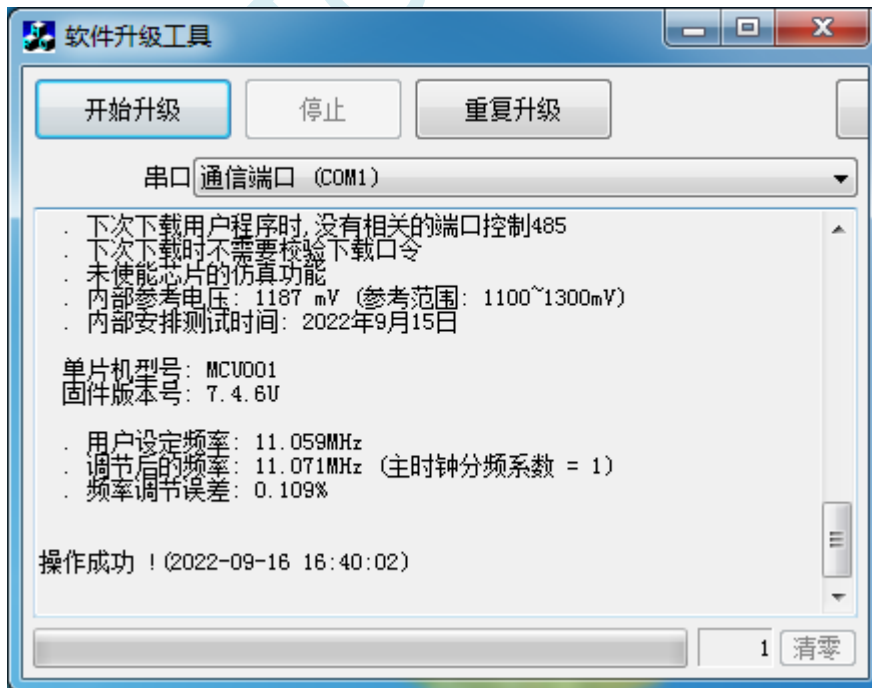 软件升级工具
开始升级 停止 重复升级
串口 通信端口 (COM1)
. 下次下载用户程序时,没有相关的端口控制485
. 下次下载时不需要校验下载口令
. 未使能芯片的仿真功能
. 内部参考电压: 1187 mV (参考范围: 1100~1300mV)
. 内部安排测试时间: 2022年9月15日
单片机型号: MCU001
固件版本号: 7.4.6U
. 用户设定频率: 11.059MHz
. 调节后的频率: 11.071MHz (主时钟分频系数 = 1)
. 频率调节误差: 0.109%
操作成功 !(2022-09-16 16:40:02)
1 清零